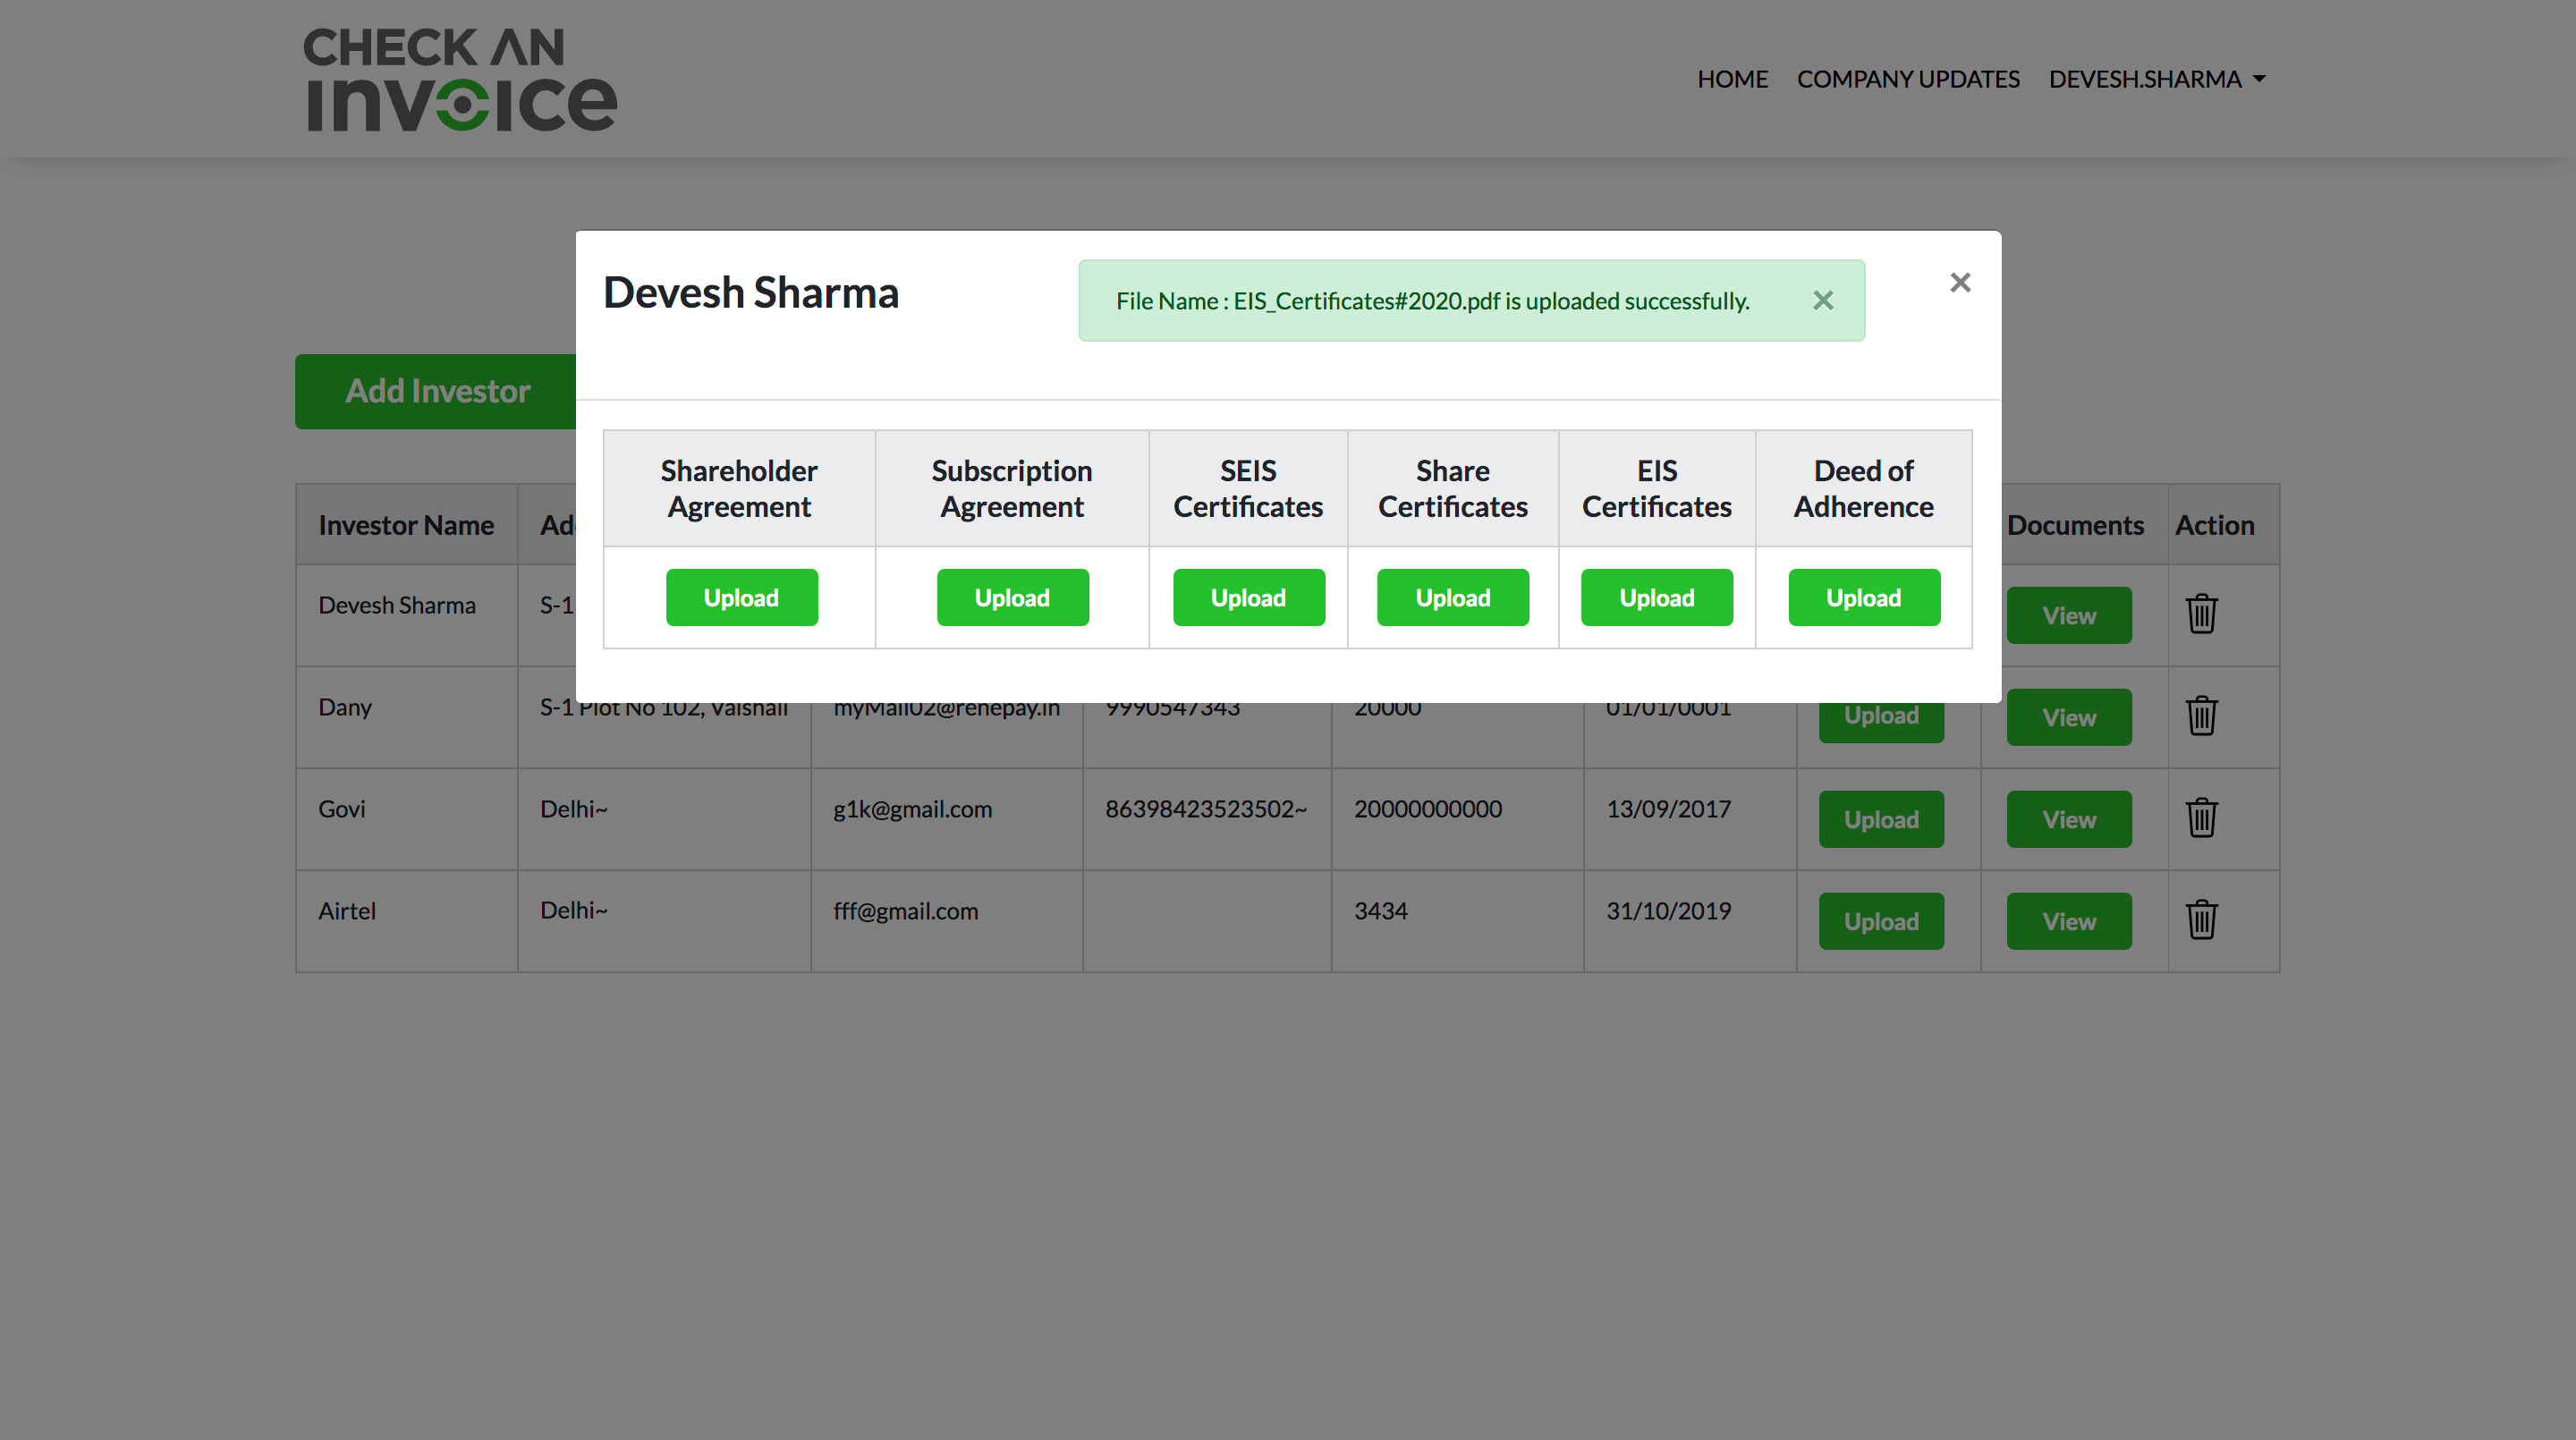 CHECK AN
invoice
HOME COMPANY UPDATES DEVESH.SHARMA
Devesh Sharma
File Name : EIS_Certificates#2020.pdf is uploaded successfully.
Add Investor
Shareholder Agreement Subscription Agreement SEIS Certificates Share Certificates EIS Certificates Deed of Adherence
Upload Upload Upload Upload Upload Upload
Investor Name Documents Action
Devesh Sharma S-1 View
Dany S-1 Plot No 102, Vaishali myMail02@renepay.in 9990547343 20000 01/01/0001 Upload View
Govi Delhi~ g1k@gmail.com 86398423523502~ 20000000000 13/09/2017 Upload View
Airtel Delhi~ fff@gmail.com 3434 31/10/2019 Upload View